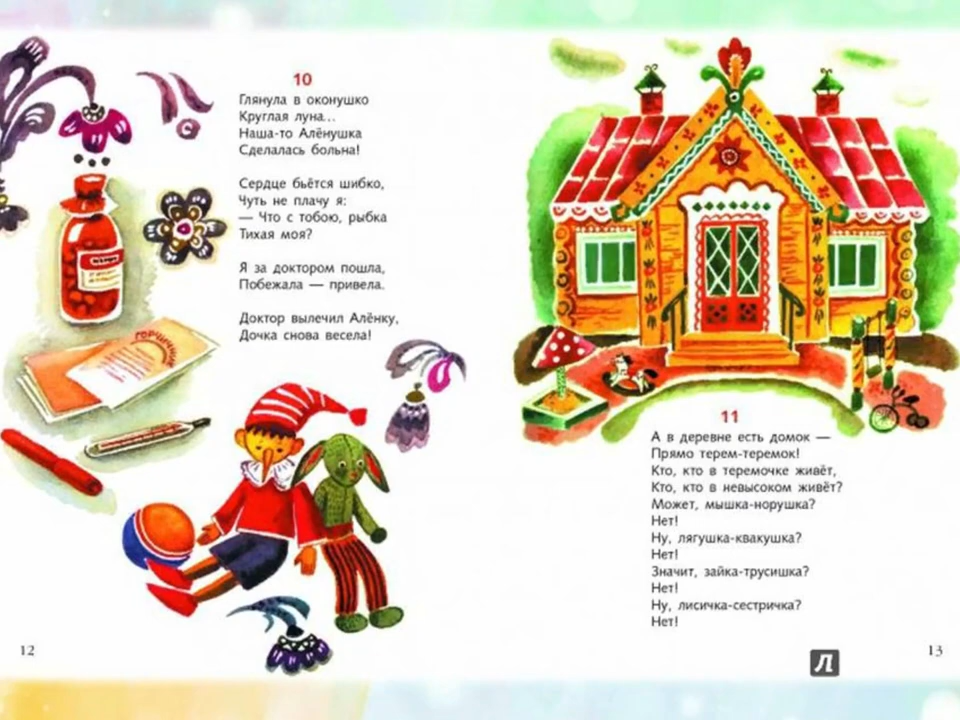 10
Глянула в оконушко
Круглая луна...
Наша-то Алёнушка
Сделалась больна!
Сердце бьётся шибко,
Чуть не плачу я:
— Что с тобою, рыбка
Тихая моя?
Я за доктором пошла,
Побежала — привела.
Доктор вылечил Алёнку,
Дочка снова весела!
12
11
А в деревне есть домок —
Прямо терем-теремок!
Кто, кто в теремочке живёт,
Кто, кто в невысоком живёт?
Может, мышка-норушка?
Нет!
Ну, лягушка-квакушка?
Нет!
Значит, зайка-трусишка?
Нет!
Ну, лисичка-сестричка?
Нет!
13
Л